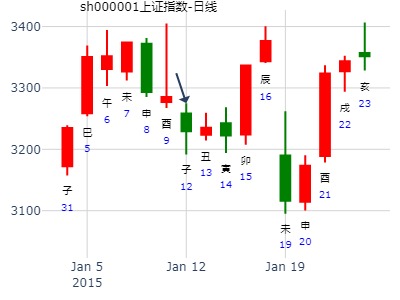 sh000001上证指数-日线
3400
3300
3200
3100
子
31
巳
5
午
6
未
7
申
8
酉
9
子
12
丑
13
寅
14
卯
15
辰
16
未
19
申
20
酉
21
戌
22
亥
23
Jan 5
2015
Jan 12
Jan 19